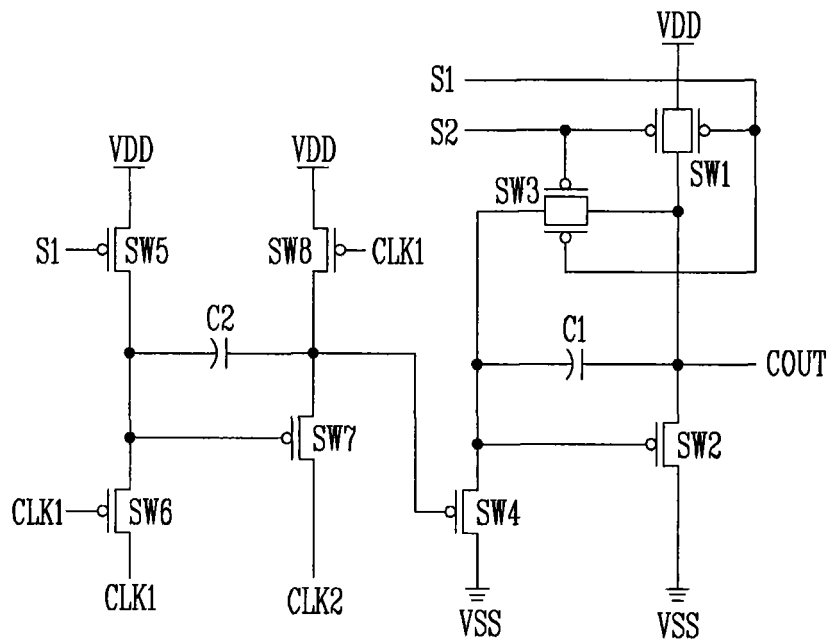 VDD
S1
S2
SW1
VDD
VDD
SW3
S1
SW5
SW8
CLK1
C2
C1
COUT
SW7
SW2
CLK1
SW6
SW4
CLK1
CLK2
VSS
VSS